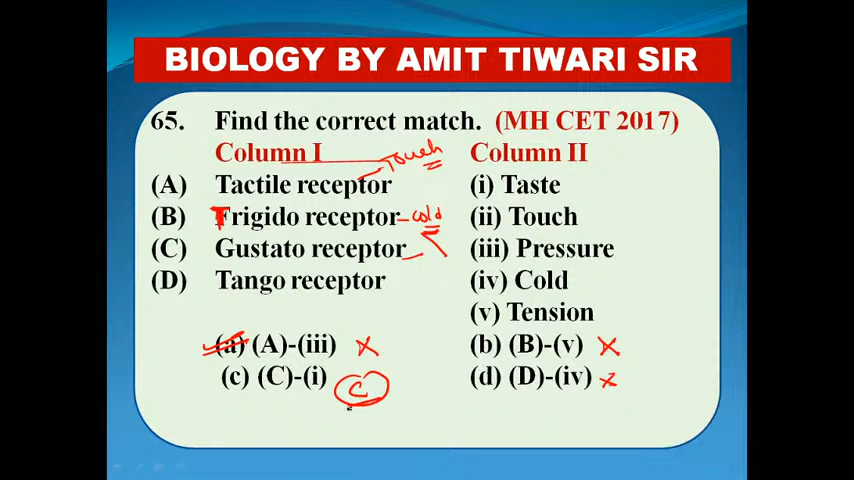 BIOLOGY BY AMIT TIWARI SIR
65. Find the correct match. (MH CET 2017)
Column I Touch Column II
(A) Tactile receptor (i) Taste
(B) Frigido receptor cold (ii) Touch
(C) Gustato receptor (iii) Pressure
(D) Tango receptor (iv) Cold
(v) Tension
(a) (A)-(iii) (b) (B)-(v)
(c) (C)-(i) C (d) (D)-(iv)